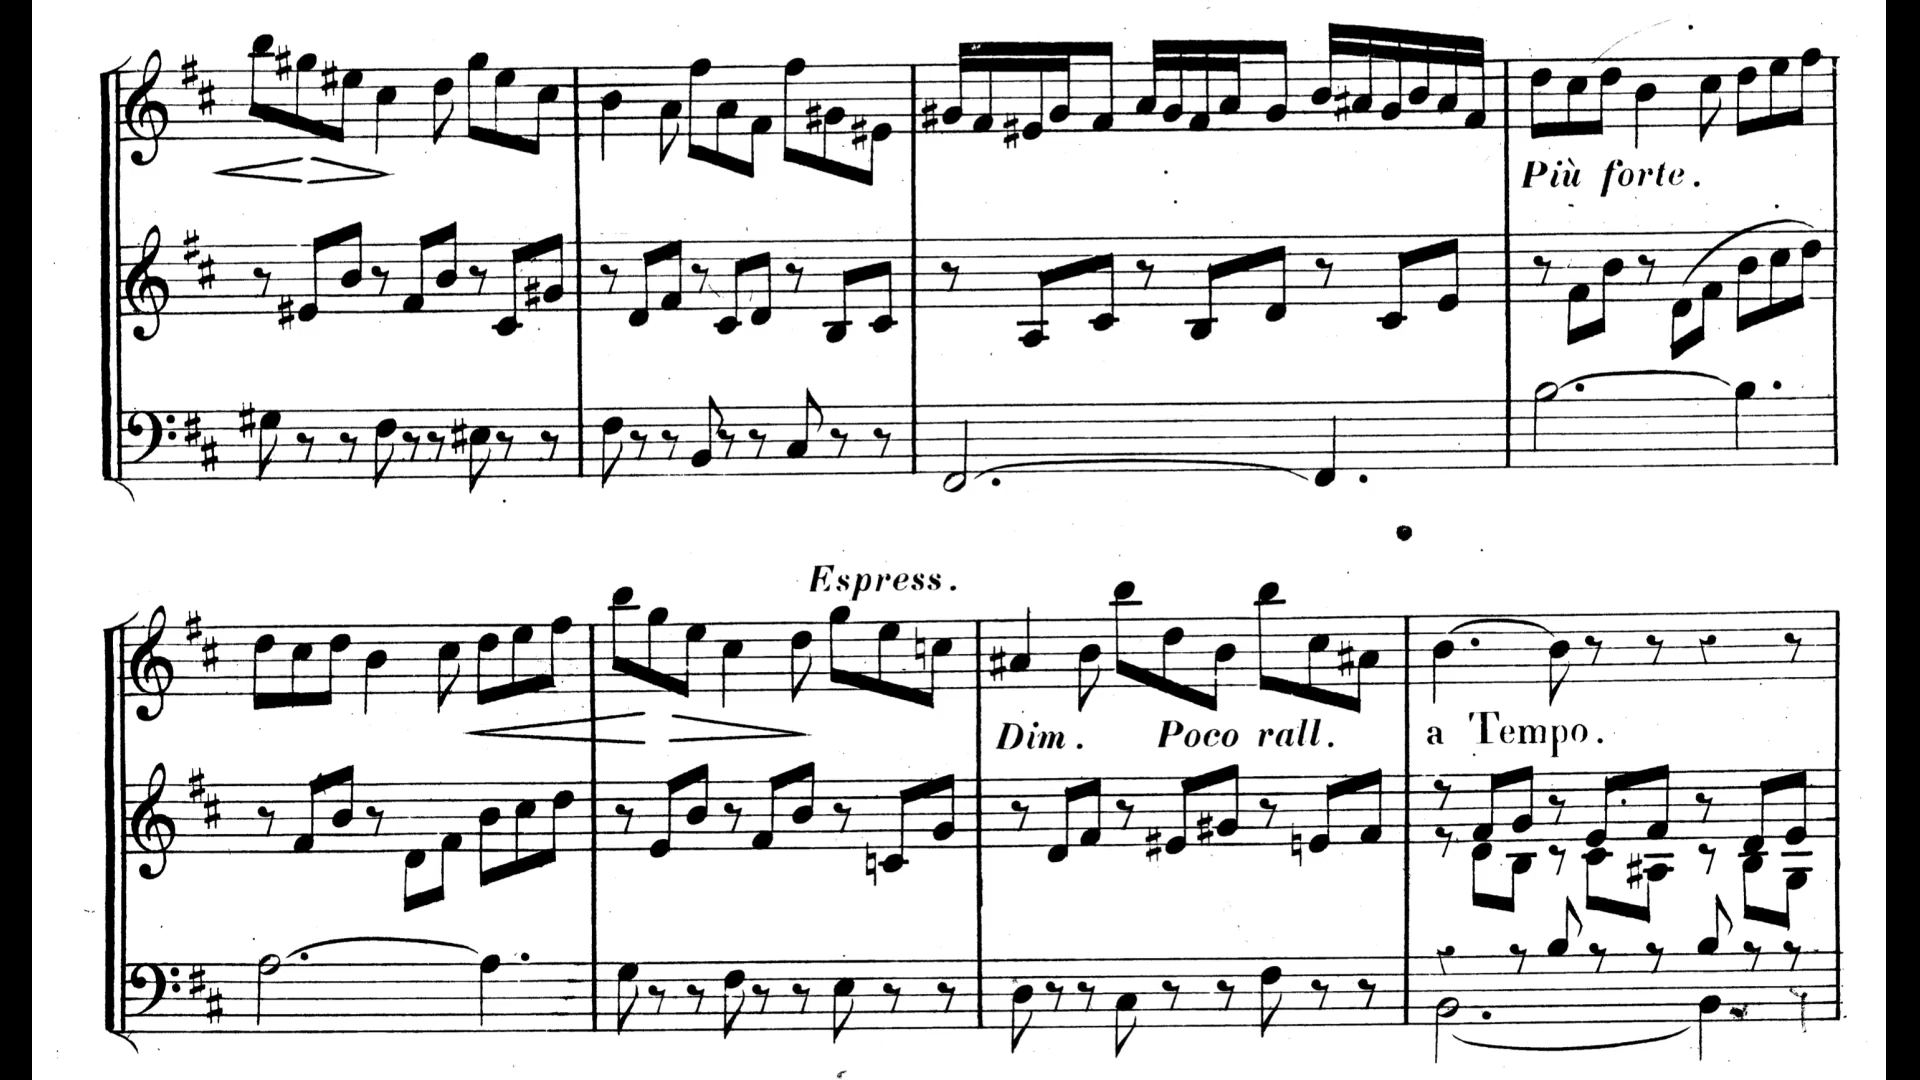 Più forte.
Espress.
Dim. Poco rall. a Tempo.